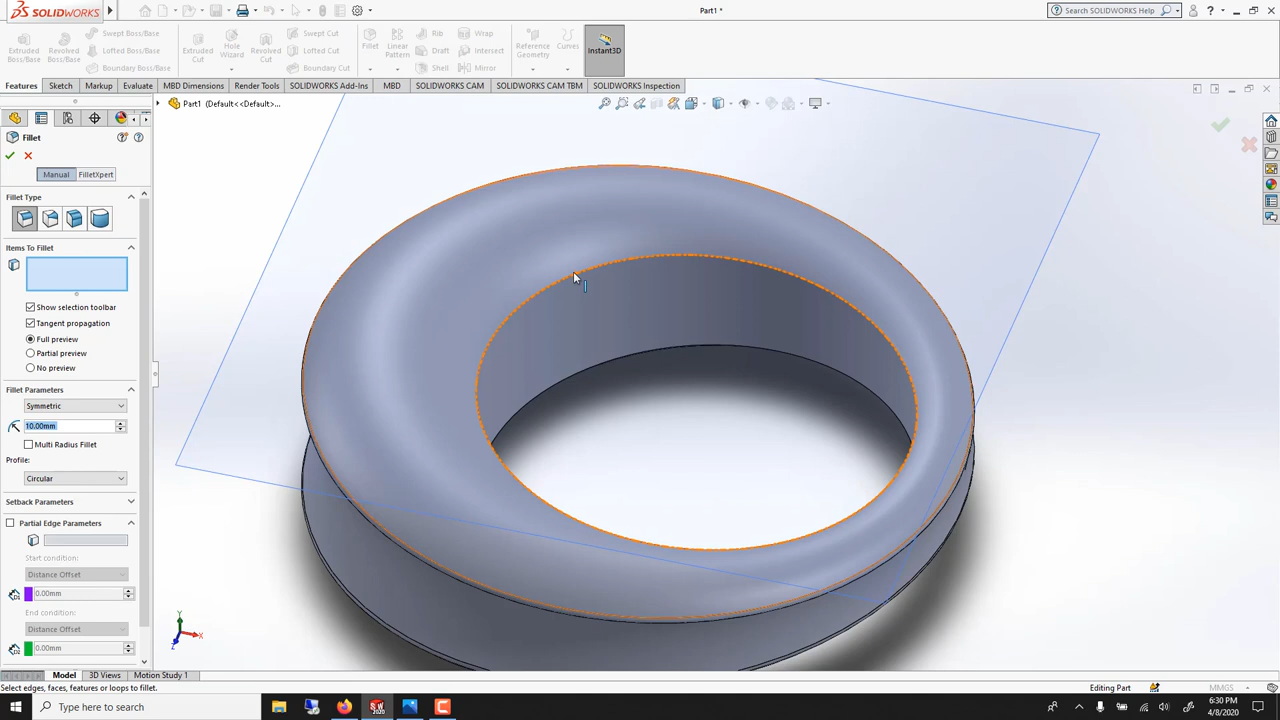 SOLIDWORKS
Part1 *
Search SOLIDWORKS Help
Extruded Boss/Base
Revolved Boss/Base
Swept Boss/Base
Lofted Boss/Base
Boundary Boss/Base
Extruded Cut
Hole Wizard
Revolved Cut
Swept Cut
Lofted Cut
Boundary Cut
Fillet
Linear Pattern
Rib
Draft
Shell
Wrap
Intersect
Mirror
Reference Geometry
Curves
Instant3D
Features
Sketch
Markup
Evaluate
MBD Dimensions
Render Tools
SOLIDWORKS Add-Ins
MBD
SOLIDWORKS CAM
SOLIDWORKS CAM TBM
SOLIDWORKS Inspection
Part1 (Default<<Default>...
Fillet
Manual
FilletXpert
Fillet Type
Items To Fillet
Show selection toolbar
Tangent propagation
Full preview
Partial preview
No preview
Fillet Parameters
Symmetric
10.00mm
Multi Radius Fillet
Profile:
Circular
Setback Parameters
Partial Edge Parameters
Start condition:
Distance Offset
0.00mm
End condition:
Distance Offset
0.00mm
Y
X
Z
Model
3D Views
Motion Study 1
Select edges, faces, features or loops to fillet.
Editing Part
MMGS
Type here to search
SW
2020
6:30 PM
4/8/2020